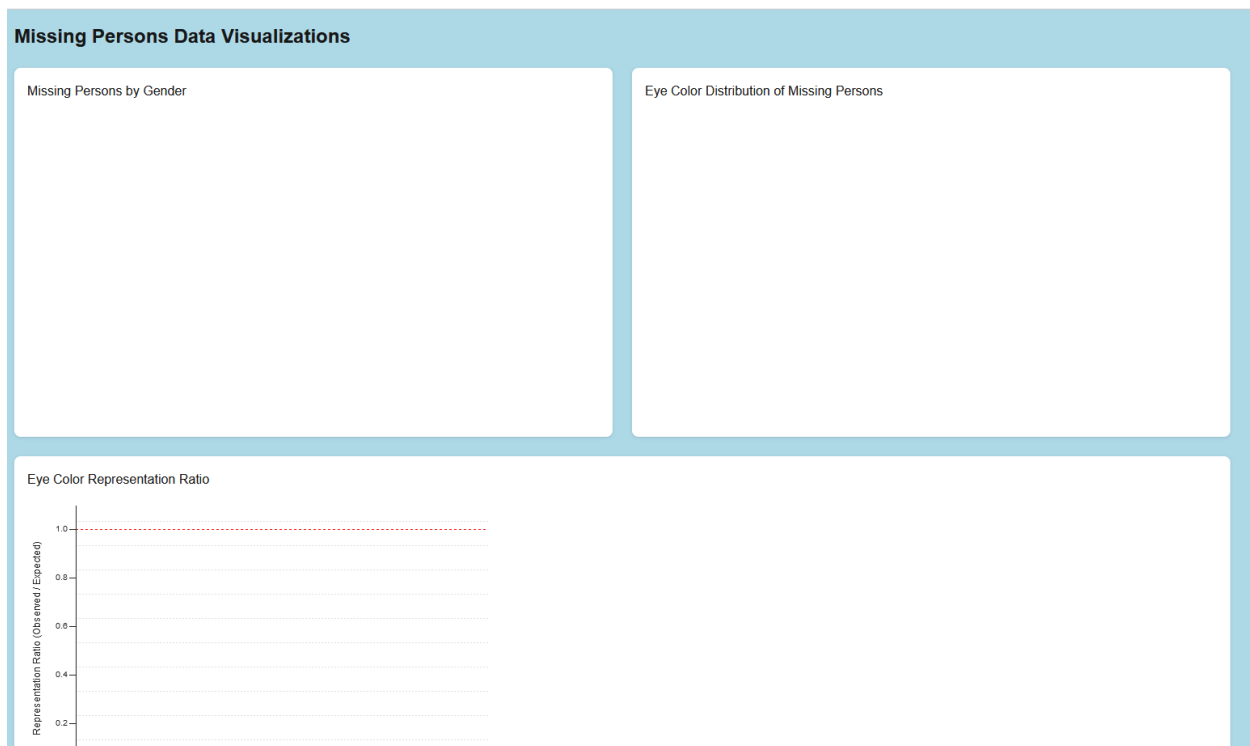 Missing Persons Data Visualizations
Missing Persons by Gender
Eye Color Distribution of Missing Persons
Eye Color Representation Ratio
Representation Ratio (Observed / Expected)
1.0
0.8
0.6
0.4
0.2